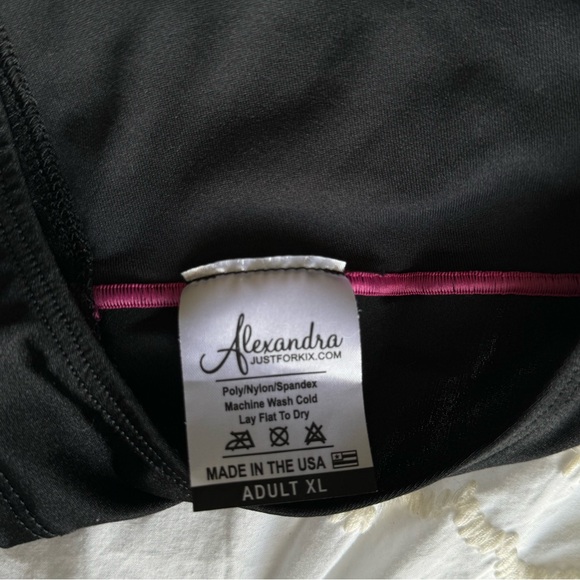 Alexandra
JUSTFORKIX.COM
Poly/Nylon/Spandex
Machine Wash Cold
Lay Flat To Dry
MADE IN THE USA
ADULT XL